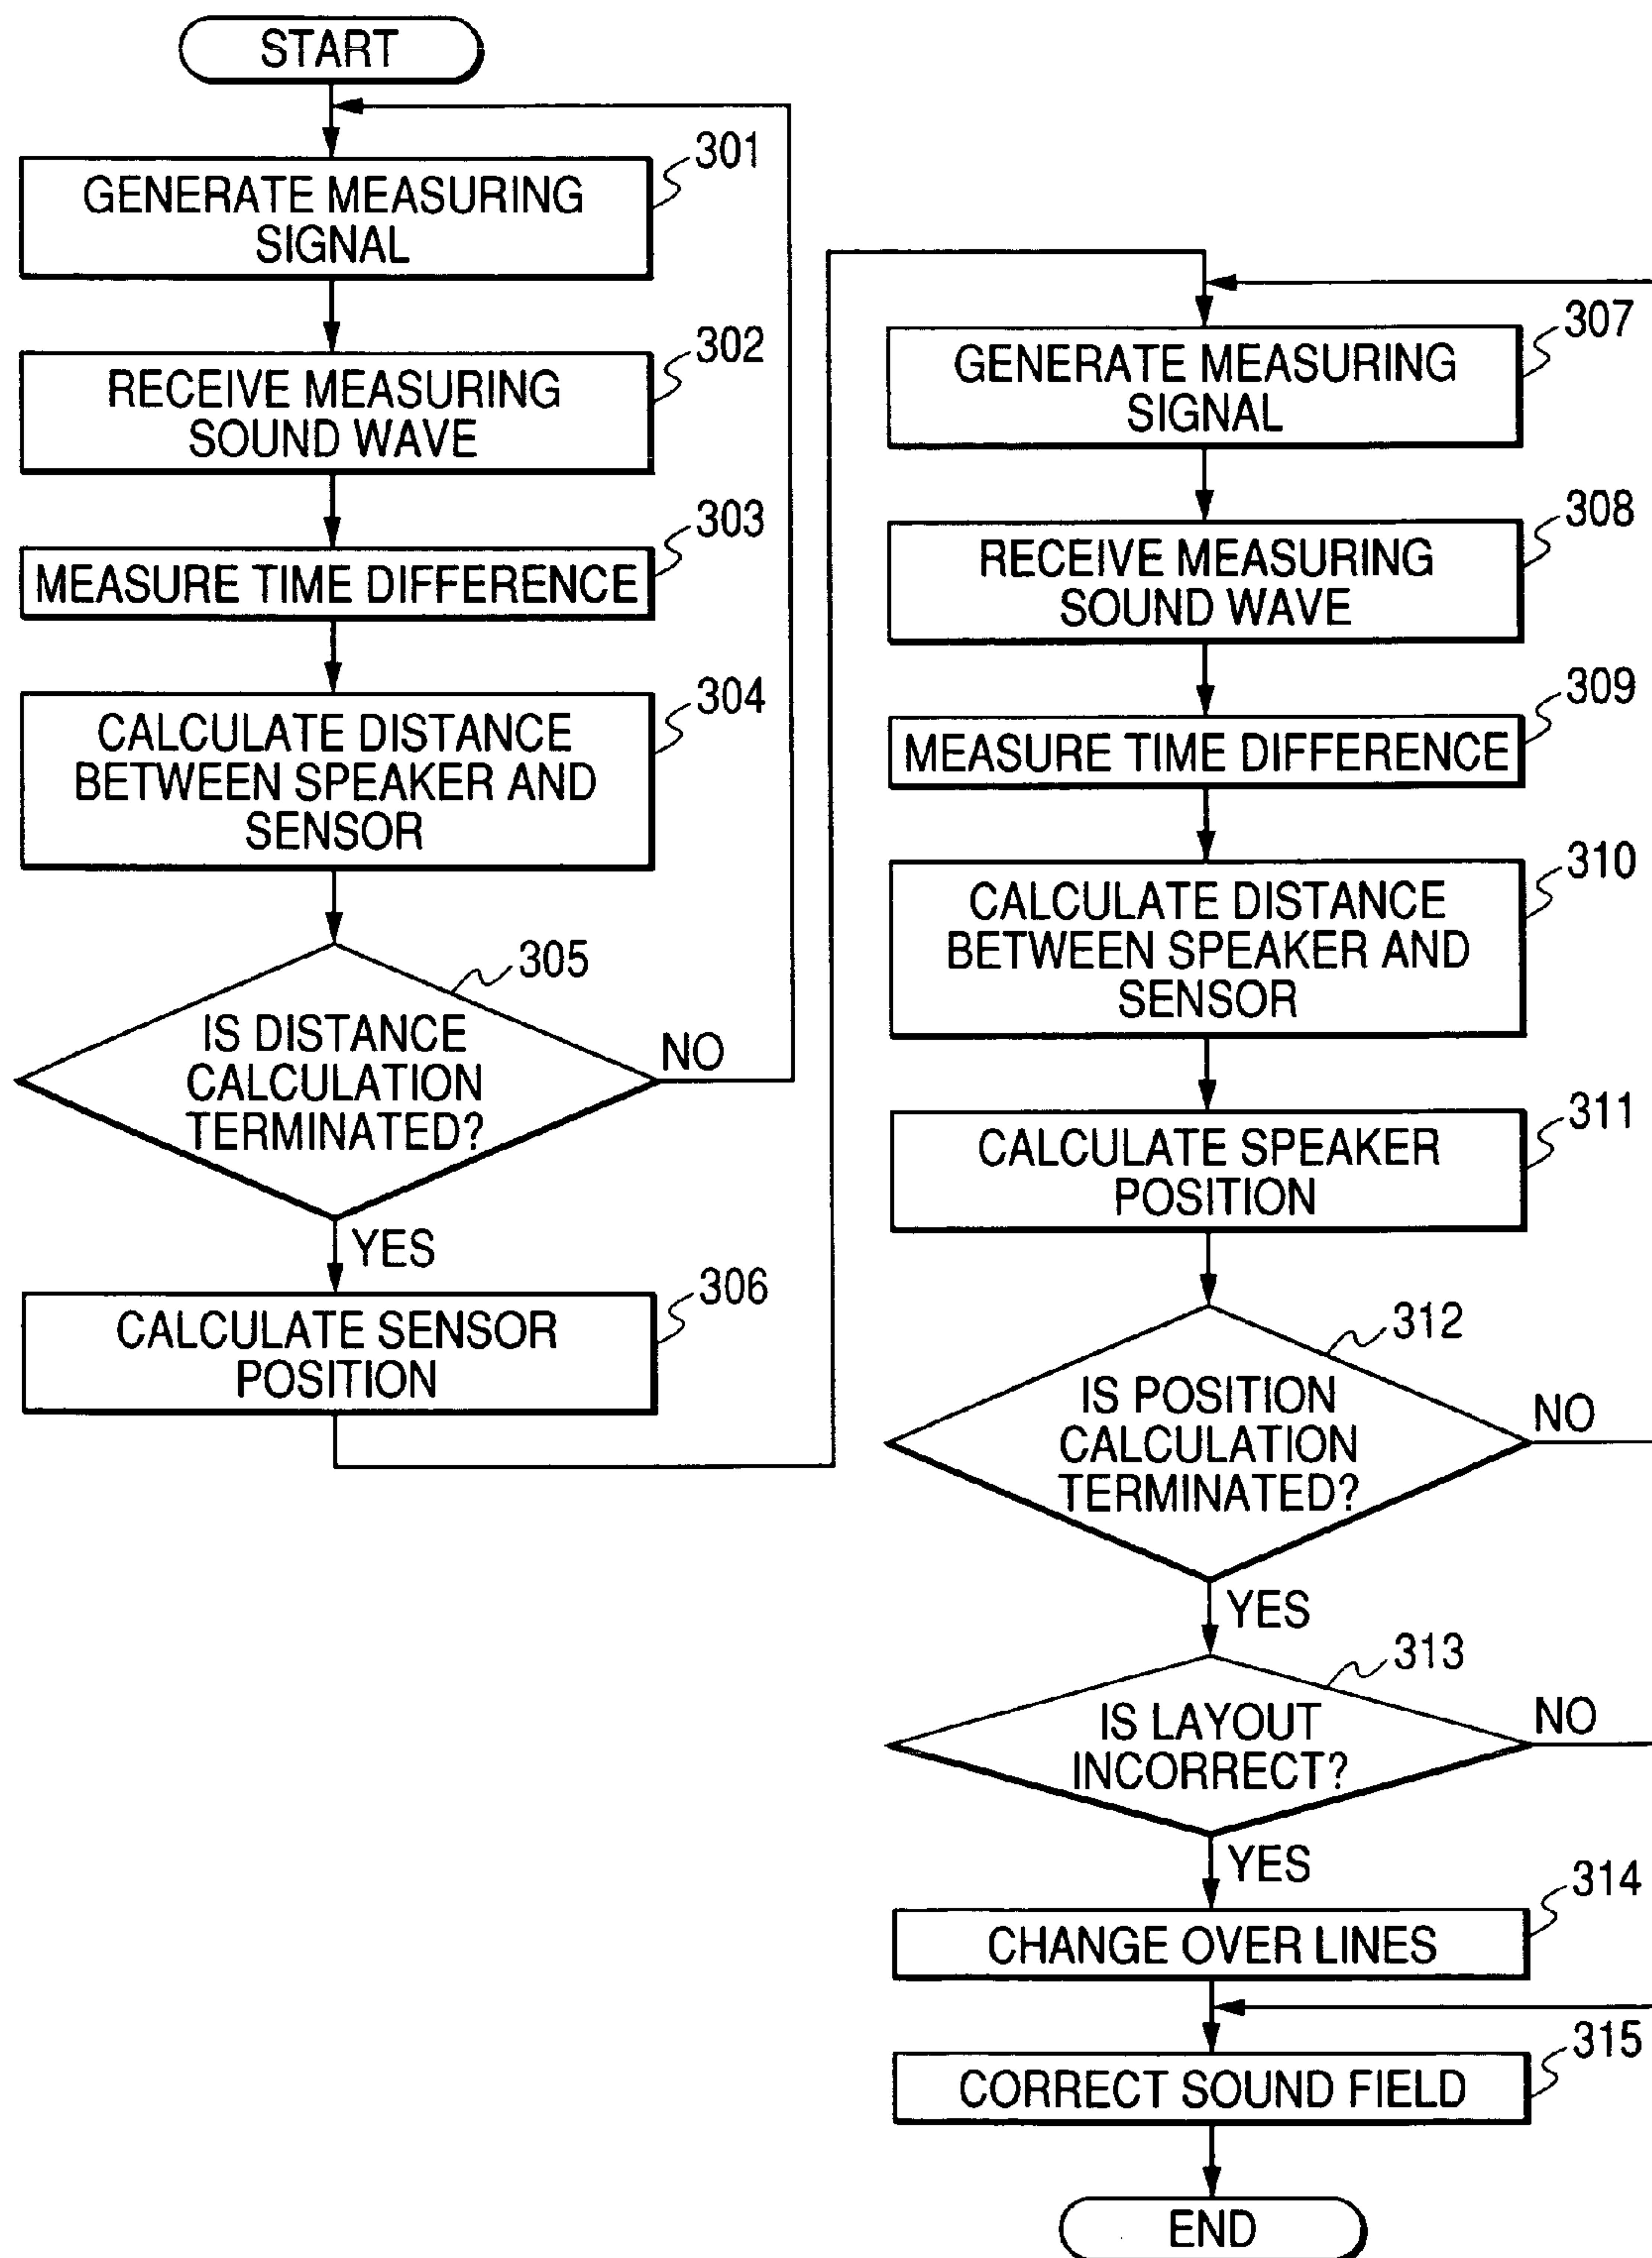 START
301
GENERATE MEASURING
SIGNAL
302
RECEIVE MEASURING
SOUND WAVE
303
MEASURE TIME DIFFERENCE
304
CALCULATE DISTANCE
BETWEEN SPEAKER AND
SENSOR
305
IS DISTANCE
CALCULATION
TERMINATED?
NO
YES
306
CALCULATE SENSOR
POSITION
307
GENERATE MEASURING
SIGNAL
308
RECEIVE MEASURING
SOUND WAVE
309
MEASURE TIME DIFFERENCE
310
CALCULATE DISTANCE
BETWEEN SPEAKER AND
SENSOR
311
CALCULATE SPEAKER
POSITION
312
IS POSITION
CALCULATION
TERMINATED?
NO
YES
313
IS LAYOUT
INCORRECT?
NO
YES
314
CHANGE OVER LINES
315
CORRECT SOUND FIELD
END